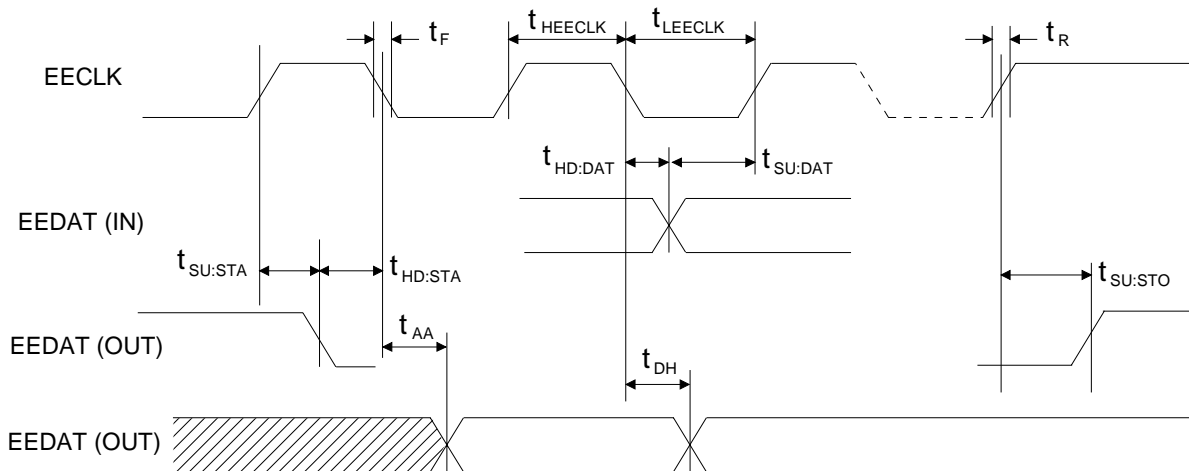 tF
tHEECLK
tLEECLK
tR
EECLK
tHD:DAT
tSU:DAT
EEDAT (IN)
tSU:STA
tHD:STA
tSU:STO
tAA
EEDAT (OUT)
tDH
EEDAT (OUT)